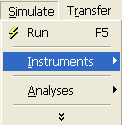 Simulate Transfer
Run F5
Instruments
Analyses